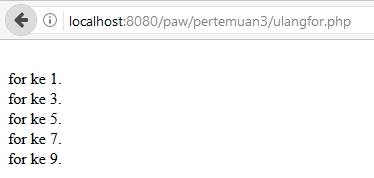 localhost:8080/paw/pertemuan3/ulangfor.php
for ke 1.
for ke 3.
for ke 5.
for ke 7.
for ke 9.